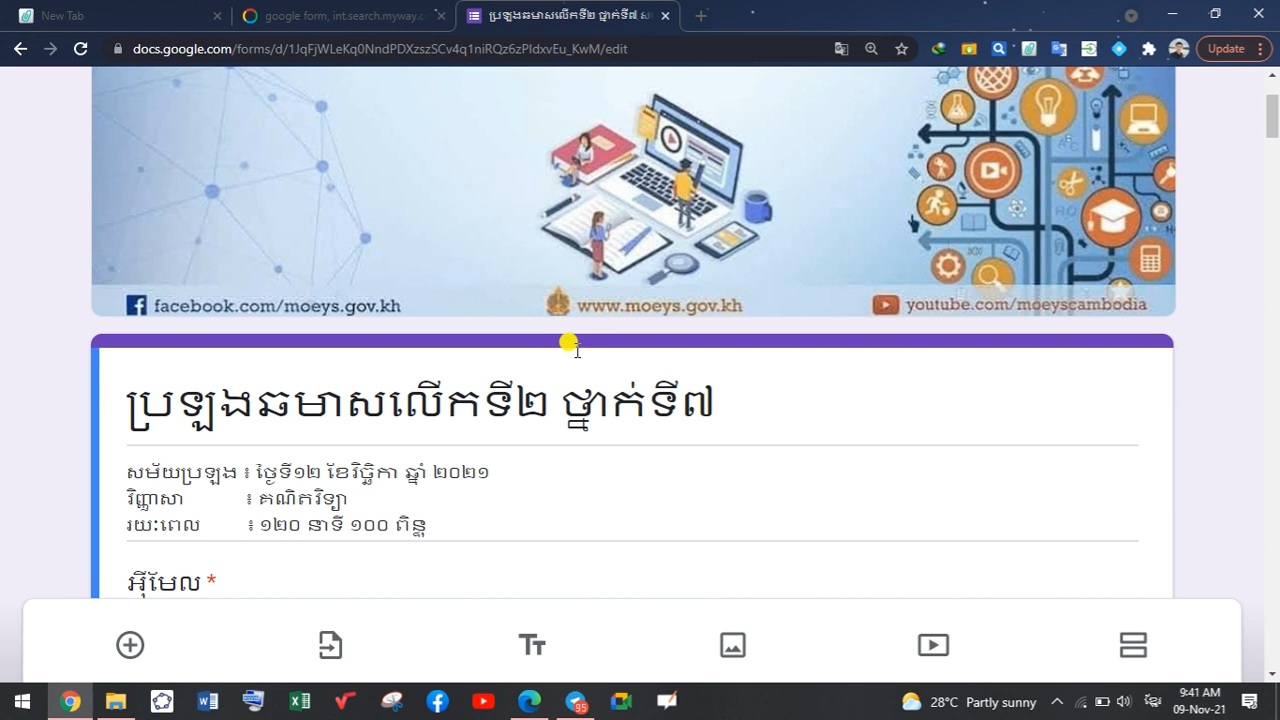 New Tab
google form, int.search.myway.co
ប្រឡងឆមាសលើកទី២ ថ្នាក់ទី៧ ស
docs.google.com/forms/d/1JqFjWLeKq0NndPDXzszSCv4q1niRQz6zPIdxvEu_KwM/edit
Update
facebook.com/moeys.gov.kh
www.moeys.gov.kh
youtube.com/moeyscambodia
ប្រឡងឆមាសលើកទី២ ថ្នាក់ទី៧
សម័យប្រឡង ៖ ថ្ងៃទី១២ ខែវិច្ឆិកា ឆ្នាំ ២០២១
វិញ្ញាសា ៖ គណិតវិទ្យា
រយៈពេល ៖ ១២០ នាទី ១០០ ពិន្ទុ
អ៊ីមែល *
Tt
95
28°C Partly sunny
9:41 AM
09-Nov-21